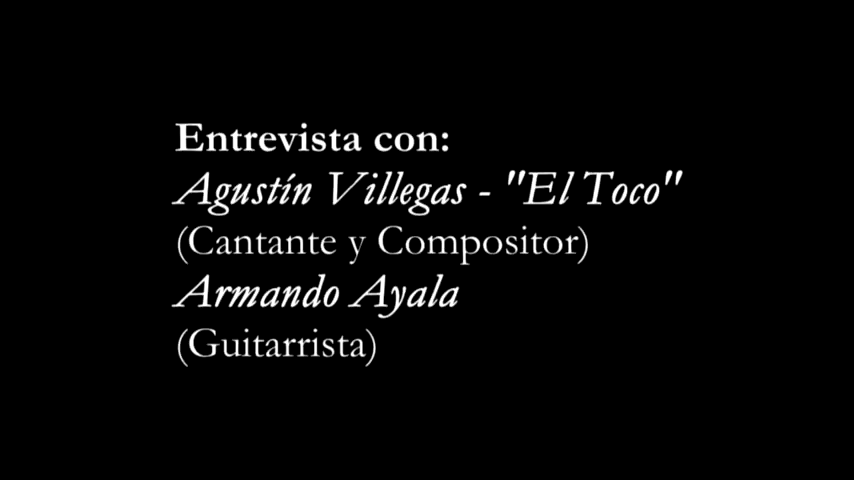 Entrevista con:
Agustín Villegas - "El Toco"
(Cantante y Compositor)
Armando Ayala
(Guitarrista)